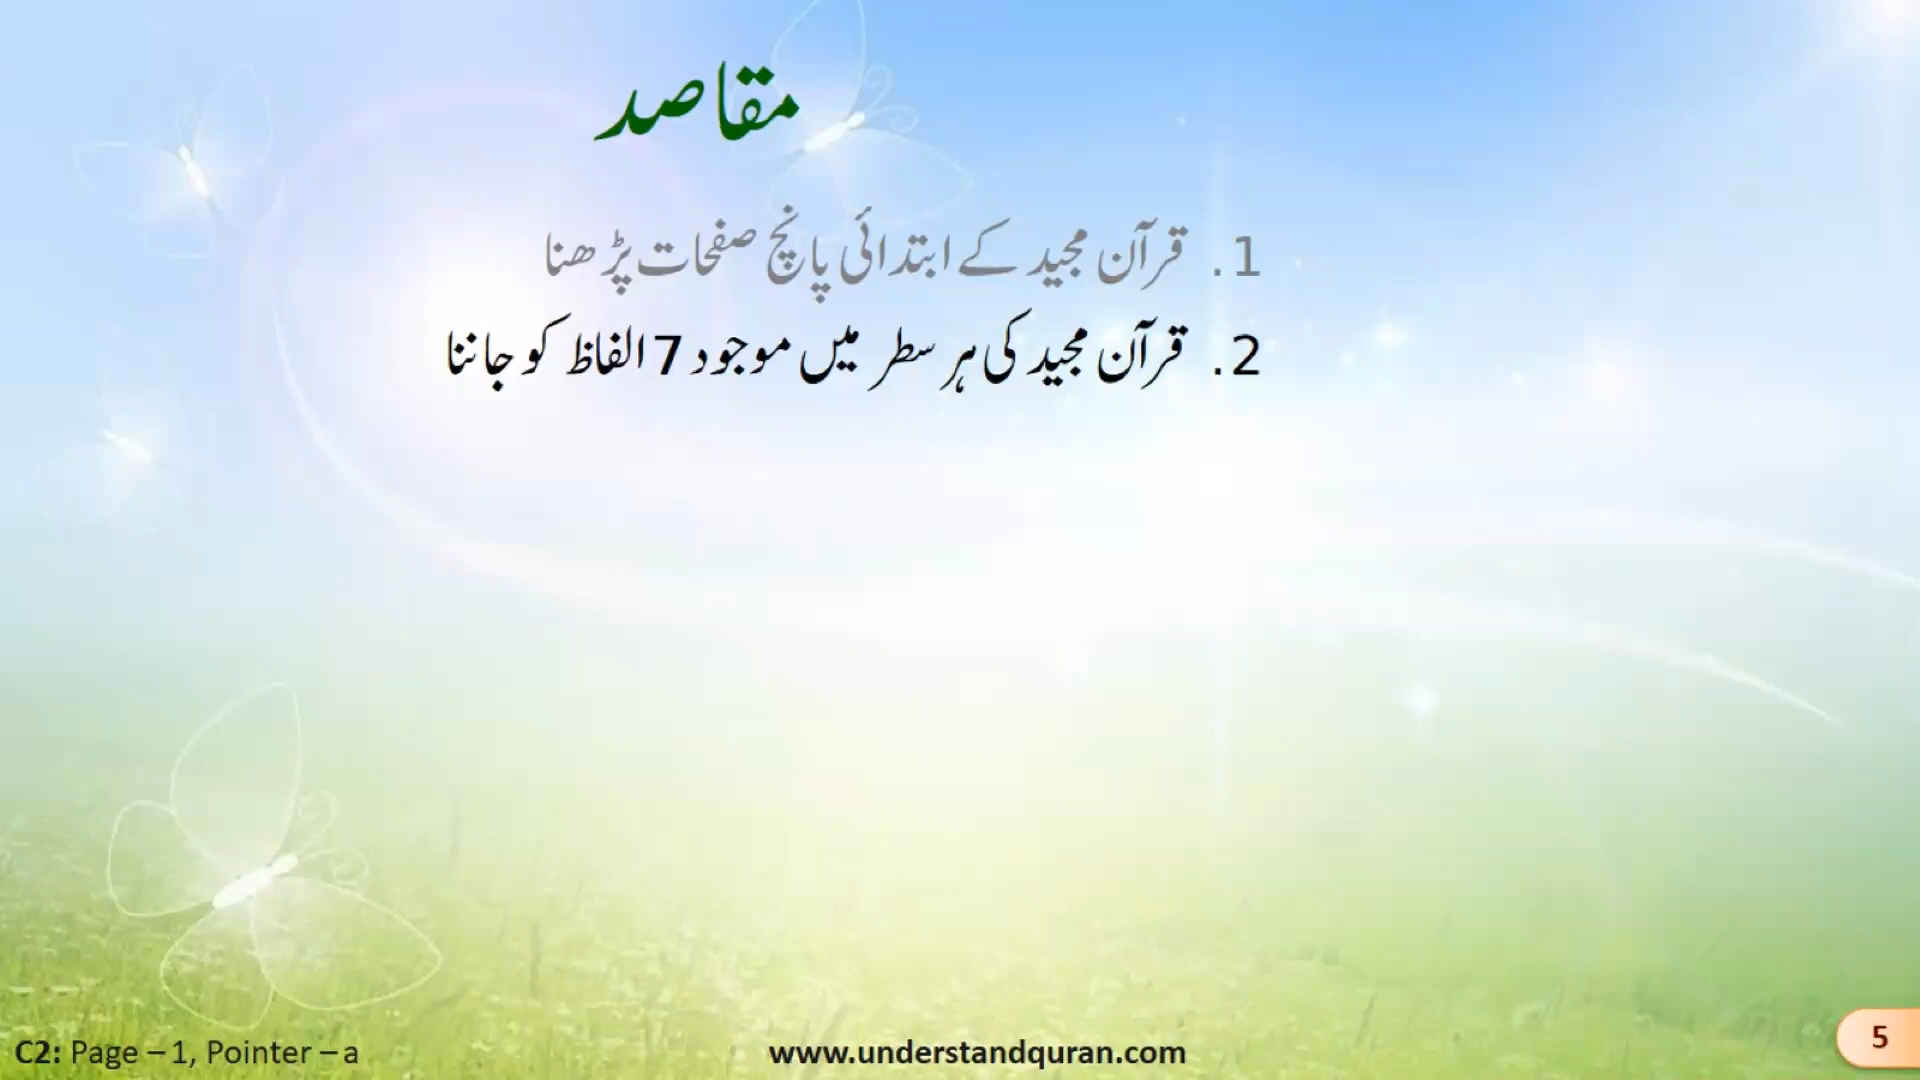 مقاصد
1. قرآن مجید کے ابتدائی پانچ صفحات پڑھنا
2. قرآن مجید کی ہر سطر میں موجود 7 الفاظ کو جاننا
C2: Page – 1, Pointer – a
www.understandquran.com
5